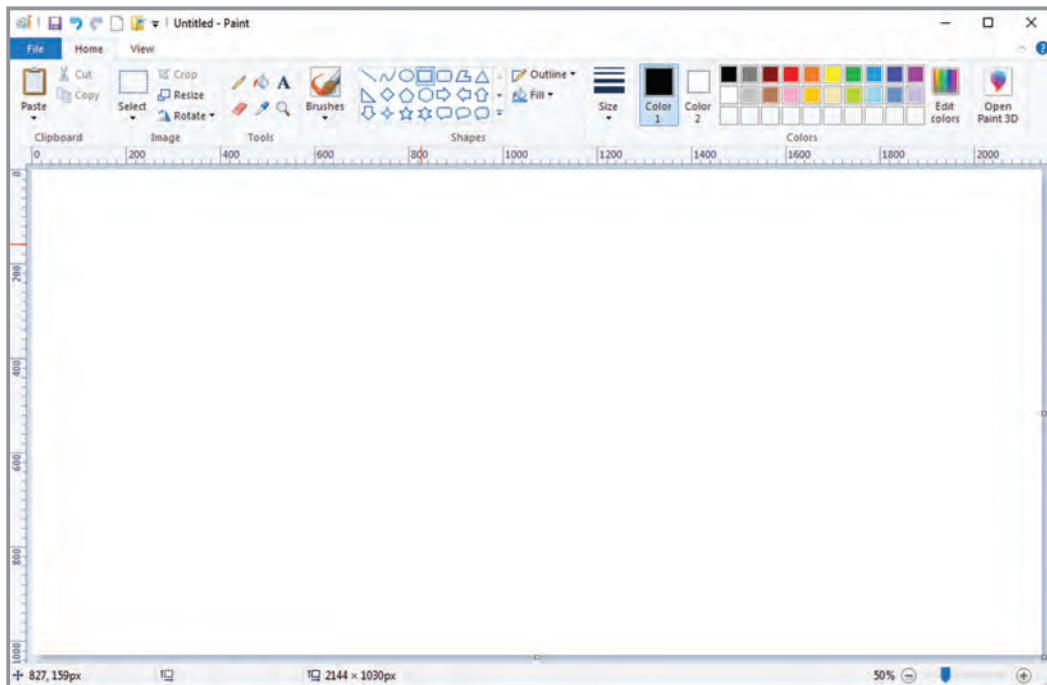 Untitled - Paint
File Home View
Paste
Cut
Copy
Clipboard
Select
Crop
Resize
Rotate
Image
A
Tools
Brushes
Shapes
Outline
Fill
Size
Color 1
Color 2
Colors
Edit colors
Open Paint 3D
0 200 400 600 800 1000 1200 1400 1600 1800 2000
0
200
400
600
800
1000
827, 159px
2144 × 1030px
50%